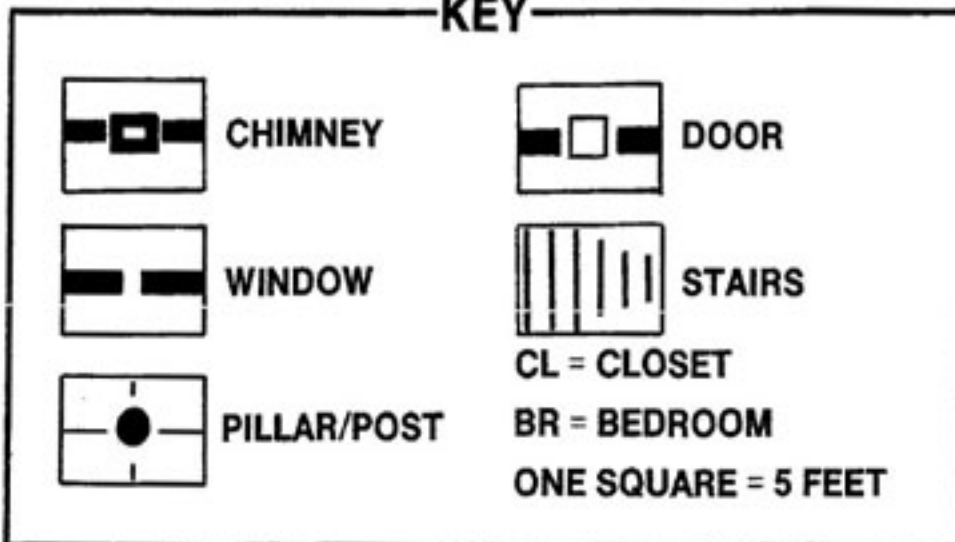 KEY
CHIMNEY
DOOR
WINDOW
STAIRS
CL = CLOSET
PILLAR/POST
BR = BEDROOM
ONE SQUARE = 5 FEET